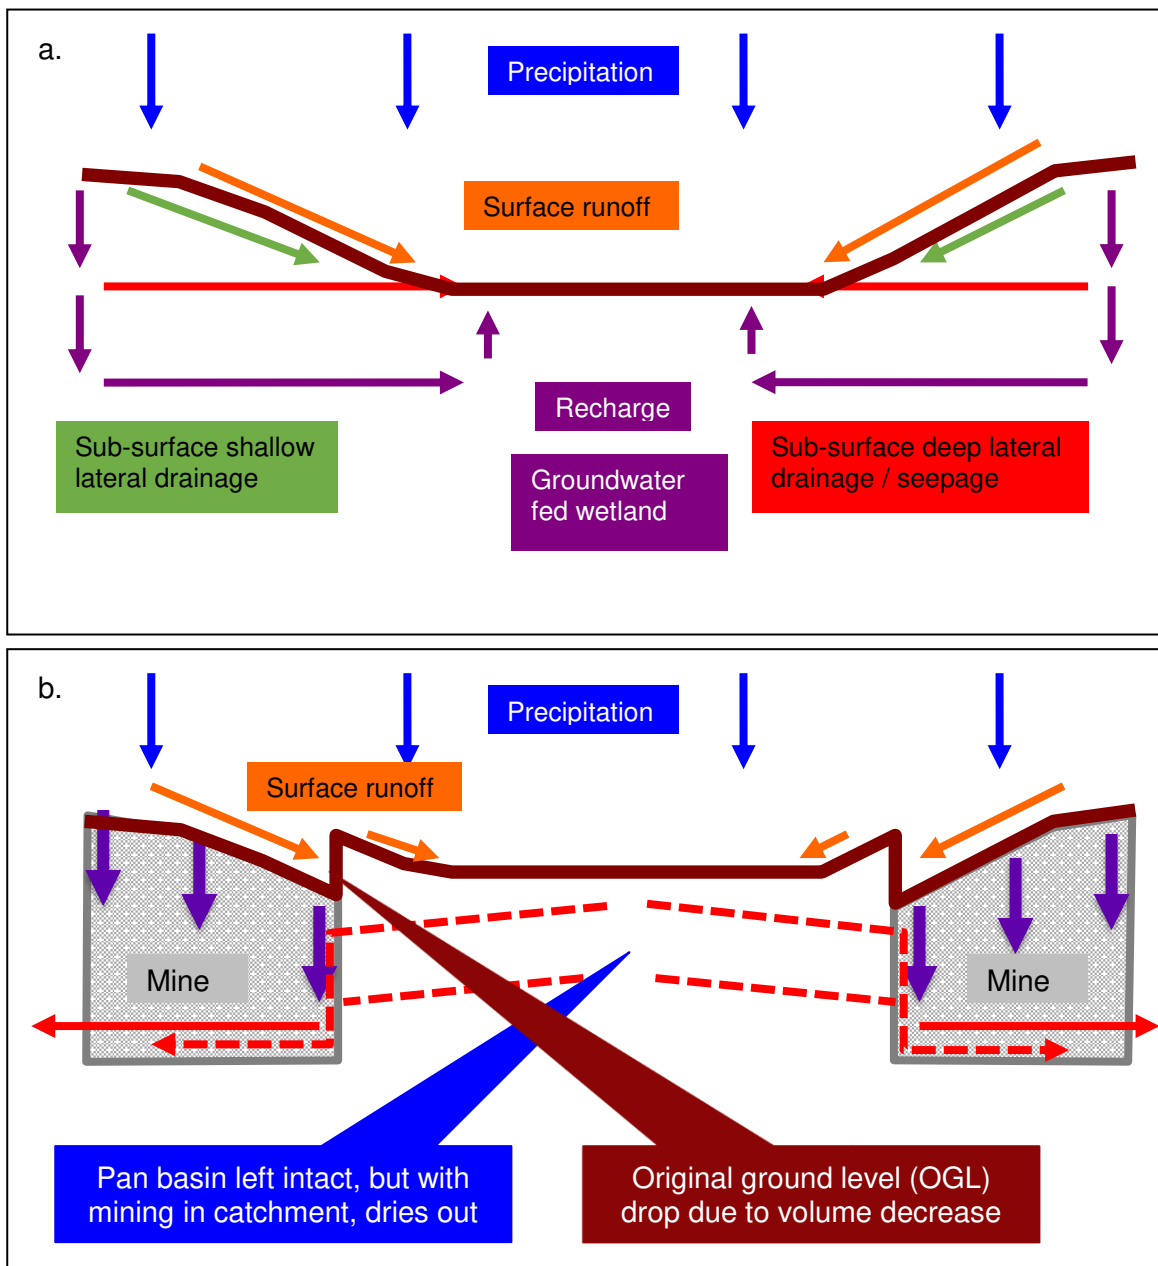 a.
Precipitation
Surface runoff
Recharge
Sub-surface shallow
lateral drainage
Groundwater
fed wetland
Sub-surface deep lateral
drainage / seepage
b.
Precipitation
Surface runoff
Mine
Mine
Pan basin left intact, but with
mining in catchment, dries out
Original ground level (OGL)
drop due to volume decrease